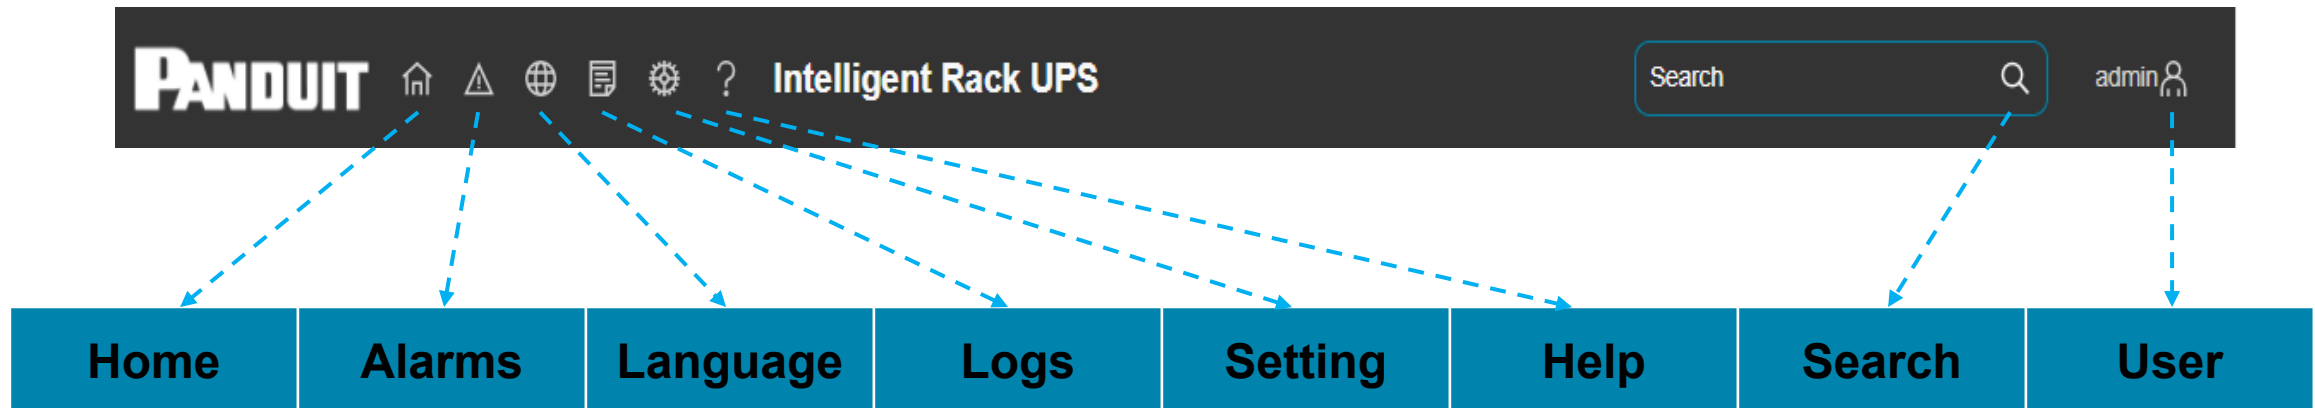 PANDUIT ? Intelligent Rack UPS Search admin
Home Alarms Language Logs Setting Help Search User